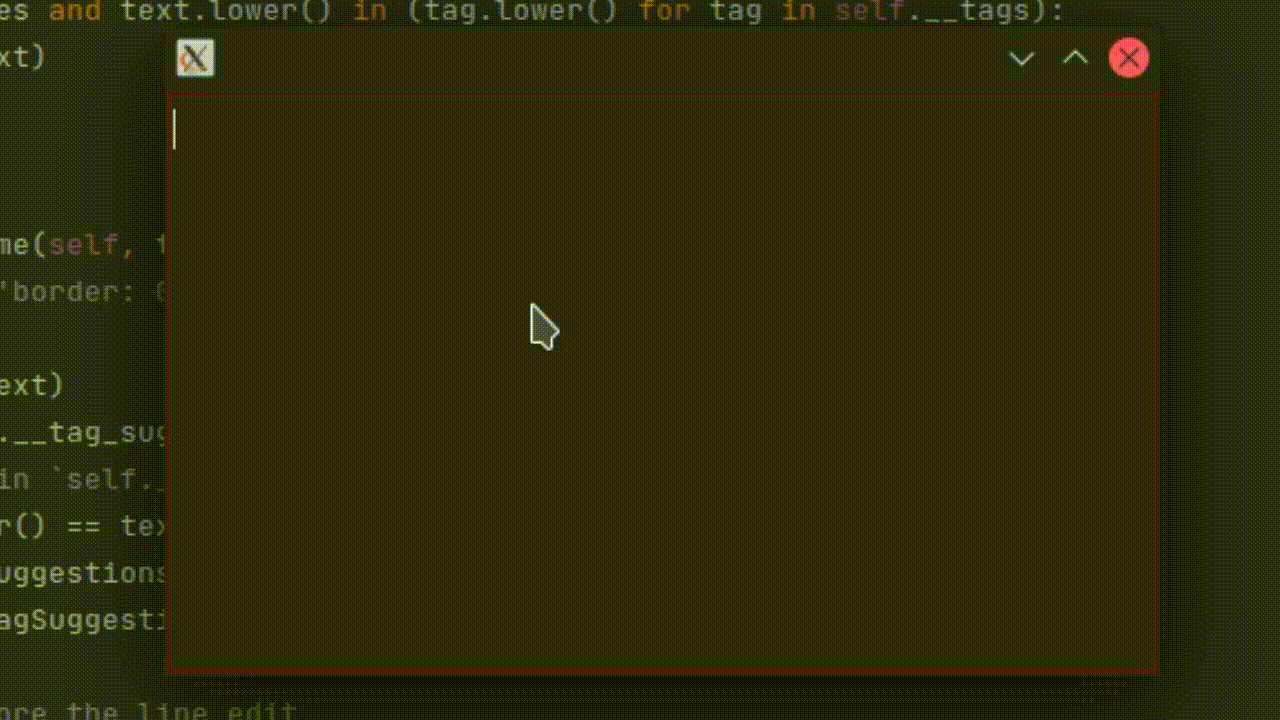 es and text.lower() in (tag.lower() for tag in self.__tags):
xt)
me(self,
'border:
ext)
.__tag_sug
in `self._
r() == tex
uggestions
agSuggesti
ore the line edit